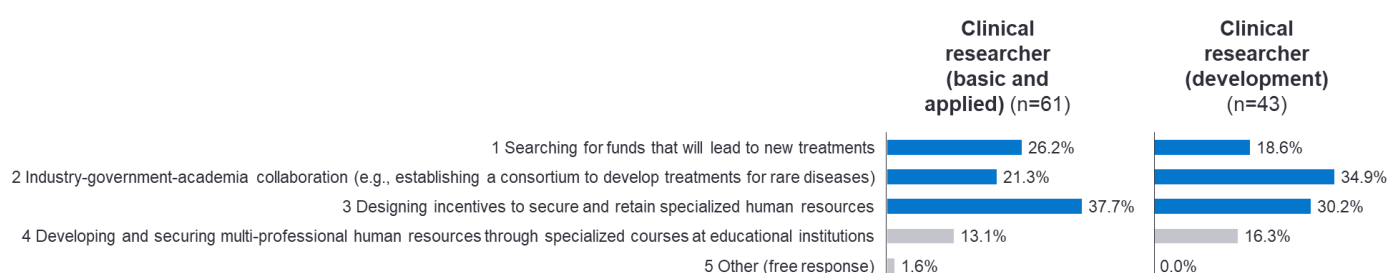 Clinical
researcher
(basic and
applied) (n=61)
Clinical
researcher
(development)
(n=43)
1 Searching for funds that will lead to new treatments 26.2% 18.6%
2 Industry-government-academia collaboration (e.g., establishing a consortium to develop treatments for rare diseases) 21.3% 34.9%
3 Designing incentives to secure and retain specialized human resources 37.7% 30.2%
4 Developing and securing multi-professional human resources through specialized courses at educational institutions 13.1% 16.3%
5 Other (free response) 1.6% 0.0%